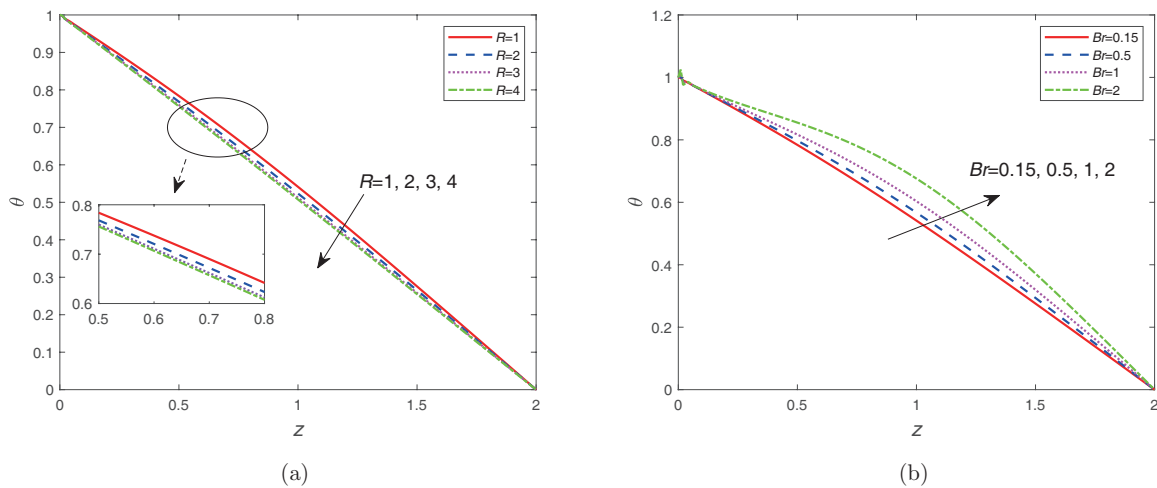 1
0.9
0.8
0.7
0.6
0.5
0.4
0.3
0.2
0.1
0
θ
0
0.5
1
1.5
2
z
R=1
R=2
R=3
R=4
R=1, 2, 3, 4
0.8
0.7
0.6
0.5
0.6
0.7
0.8
(a)
1.2
1
0.8
0.6
0.4
0.2
0
θ
0
0.5
1
1.5
2
z
Br=0.15
Br=0.5
Br=1
Br=2
Br=0.15, 0.5, 1, 2
(b)